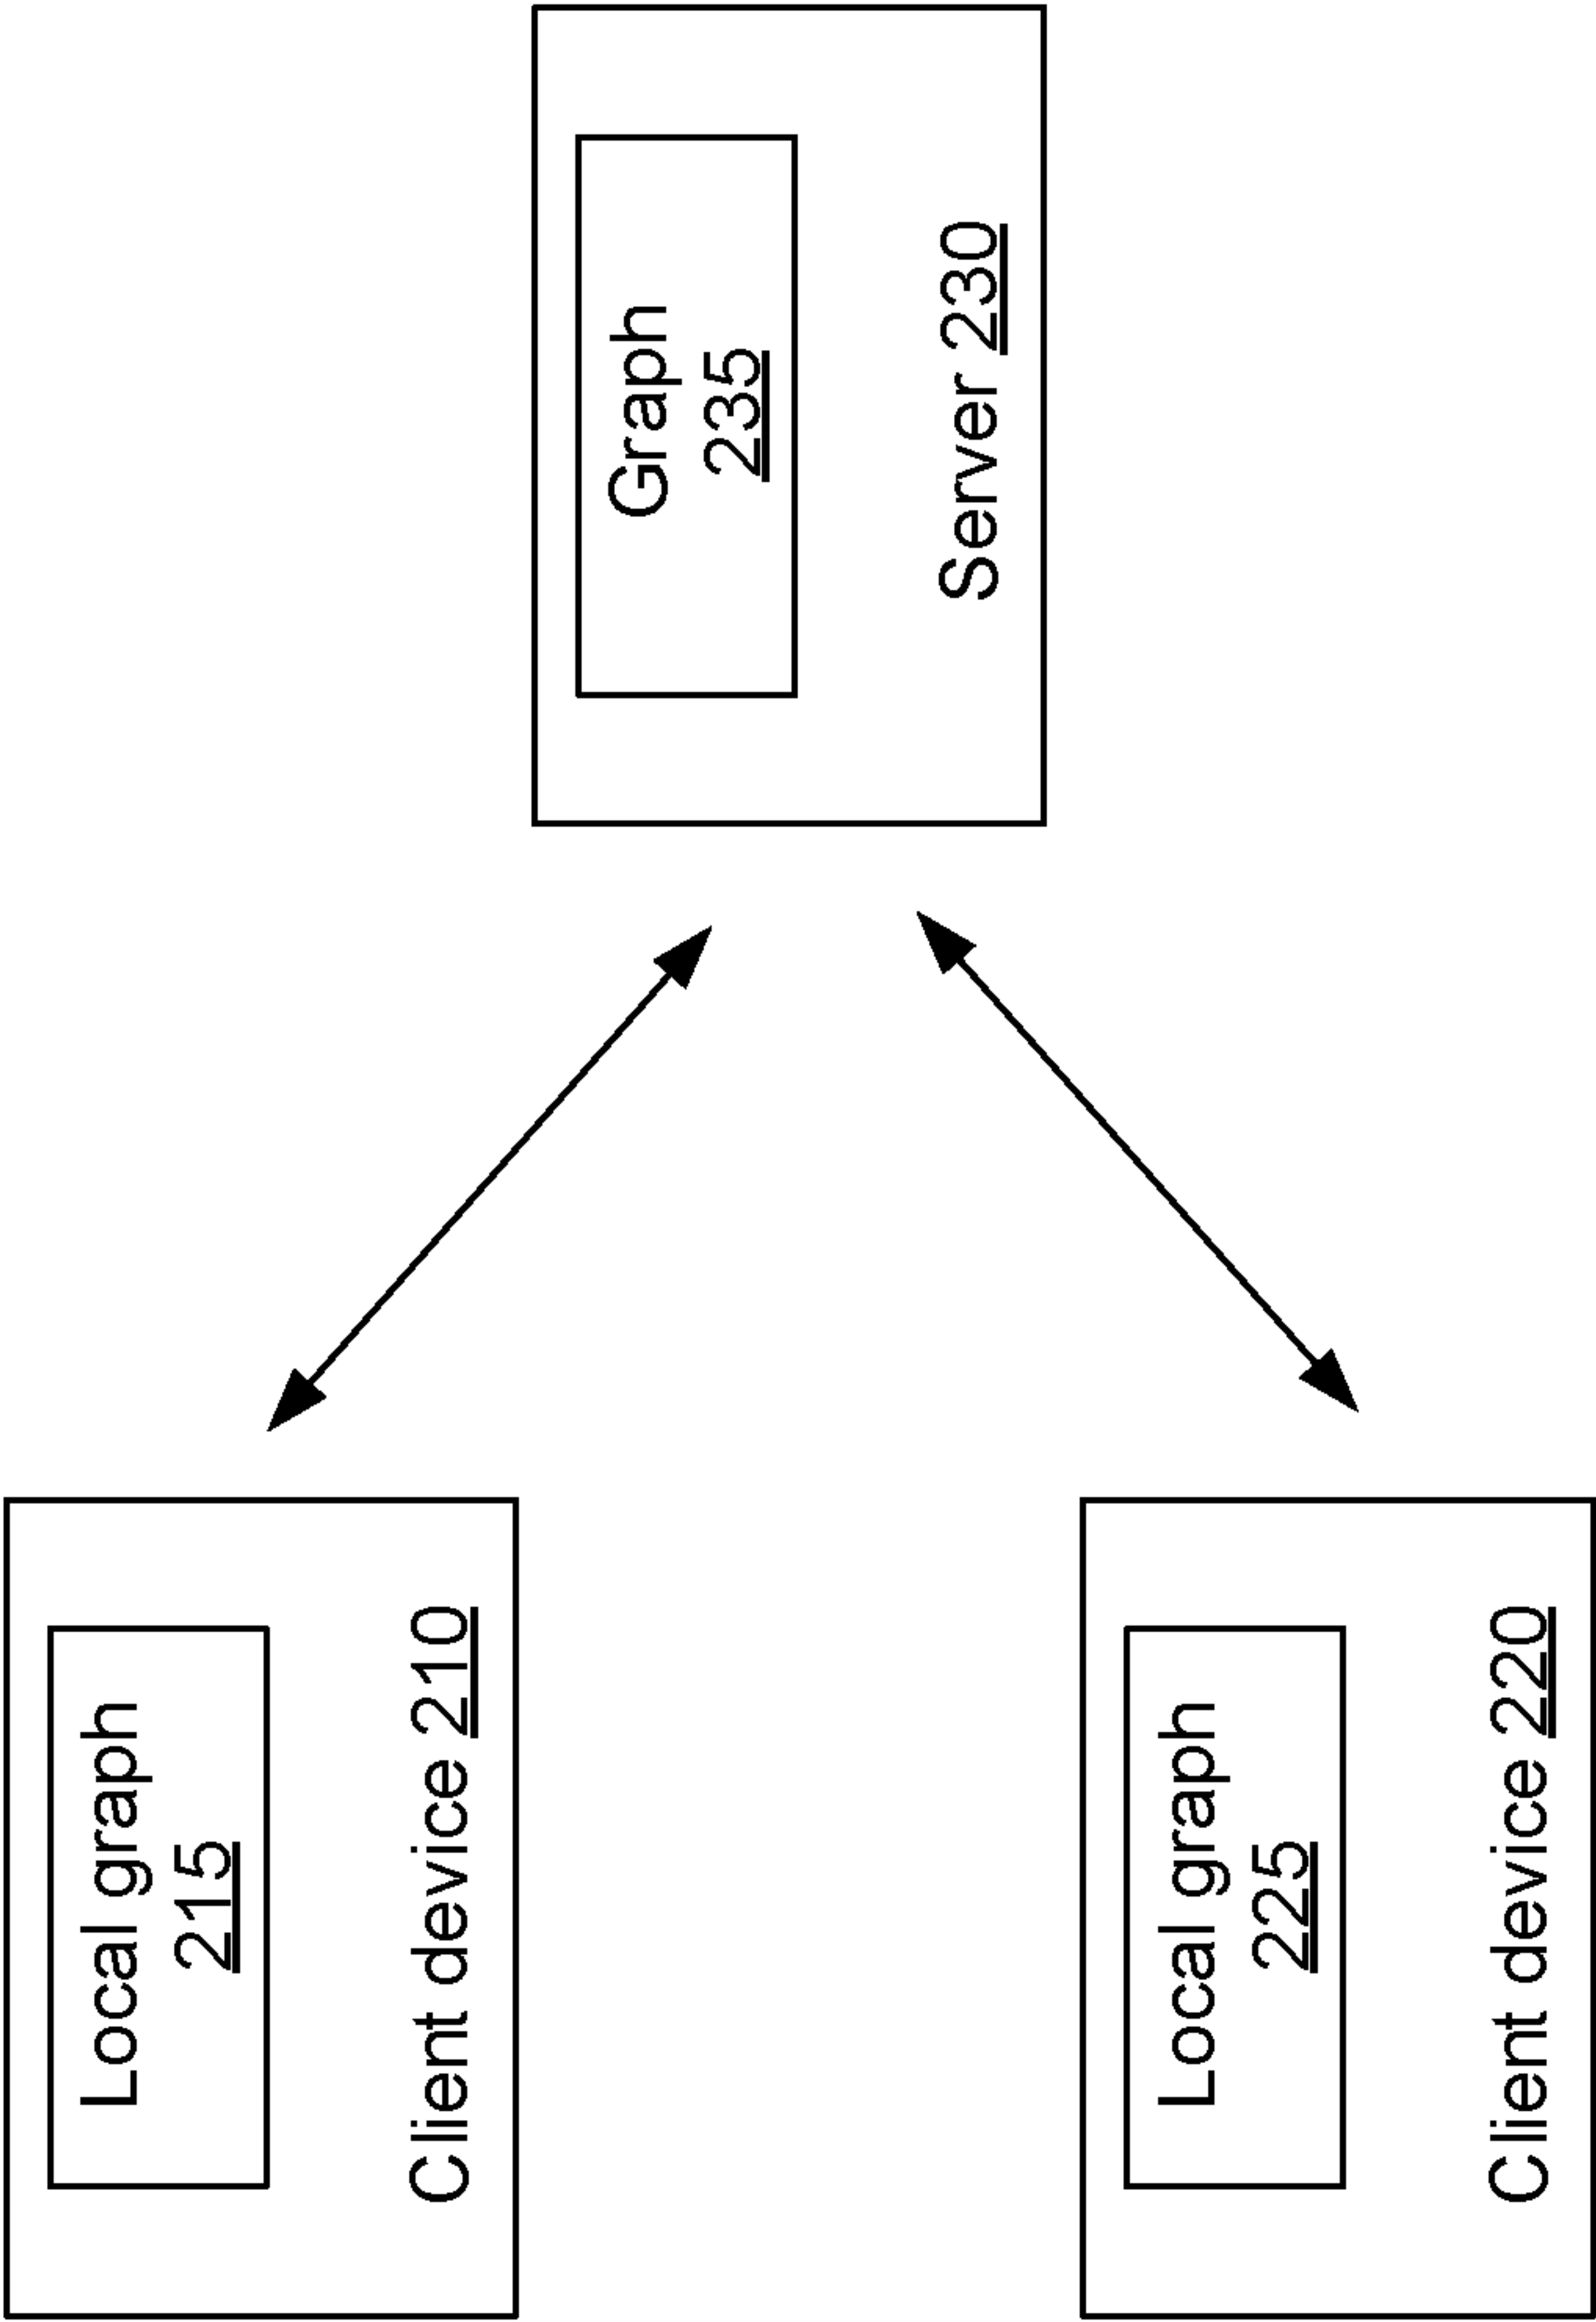 Local graph
215
Client device 210
Graph
235
Server 230
Local graph
225
Client device 220